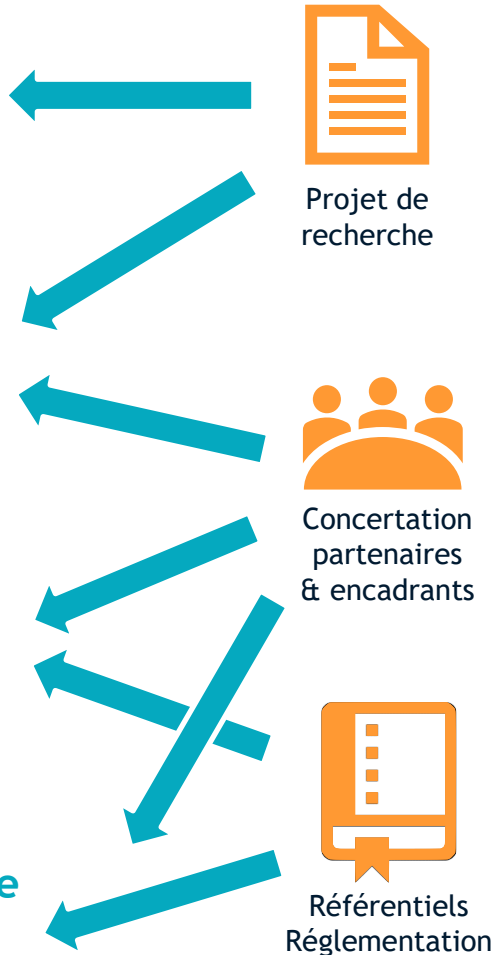 Projet de
recherche
Concertation
partenaires
& encadrants
e
Référentiels
Réglementation